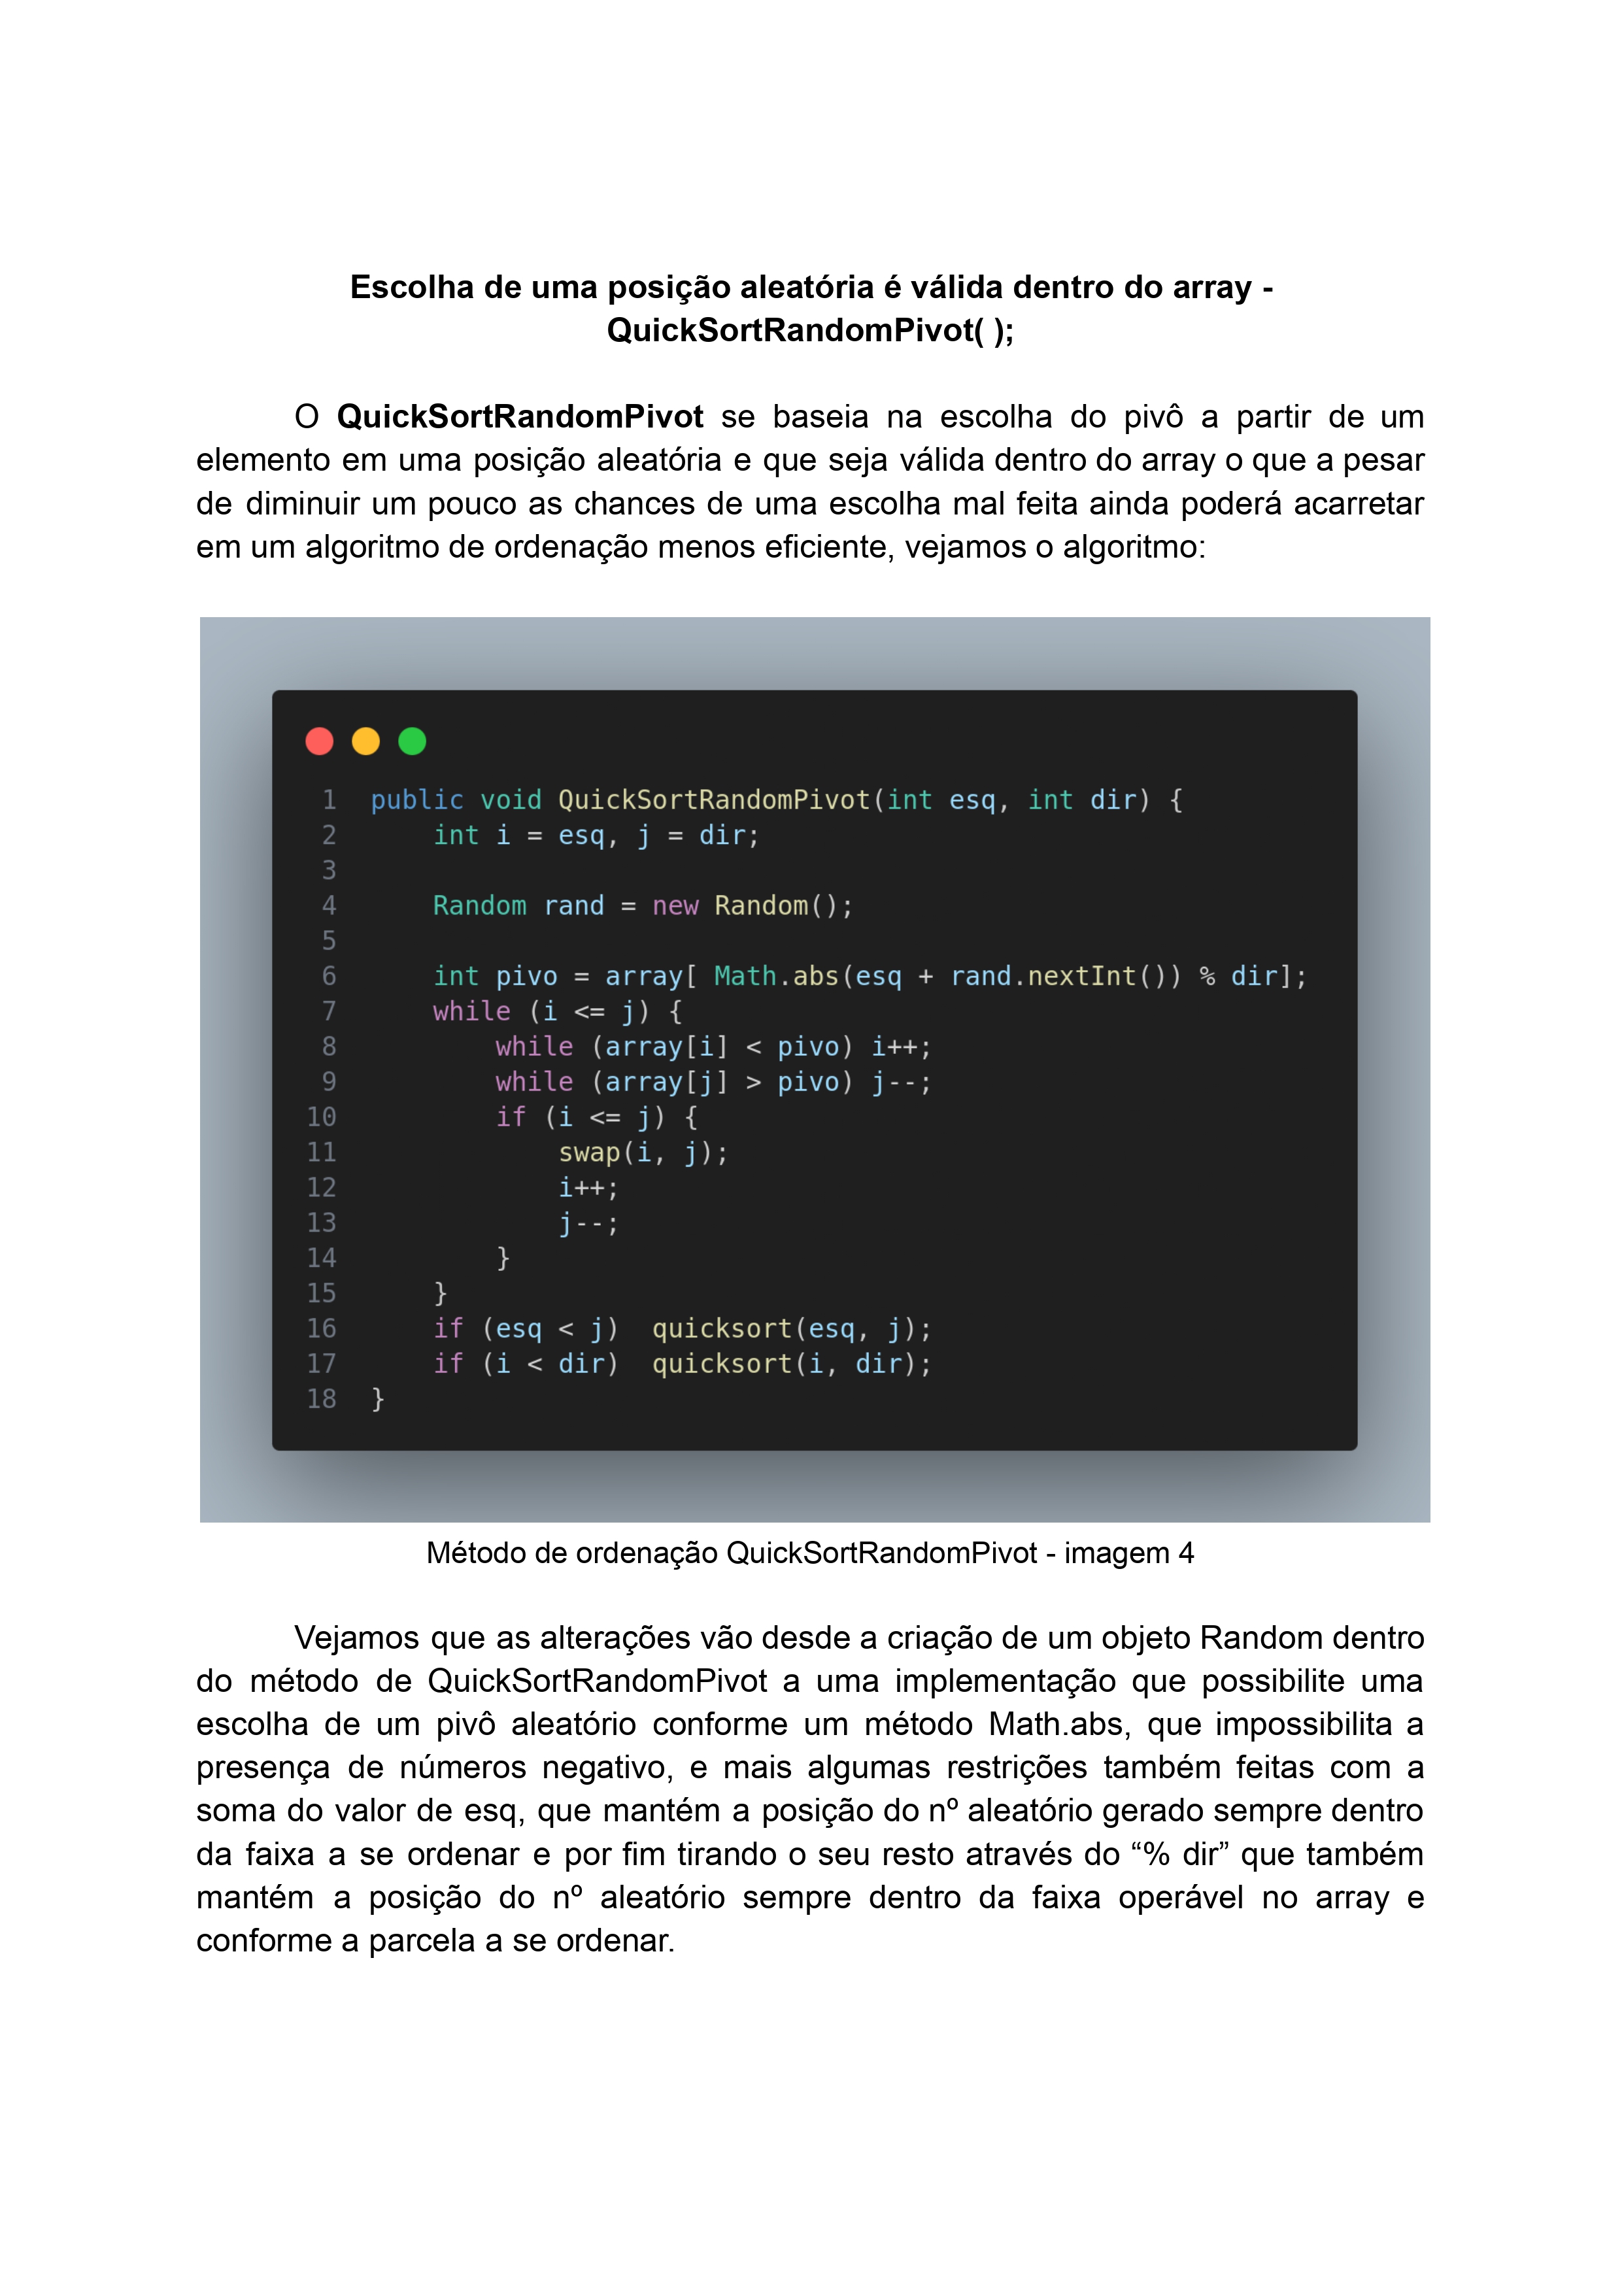 Escolha de uma posição aleatória é válida dentro do array -
QuickSortRandomPivot( );
O QuickSortRandomPivot se baseia na escolha do pivô a partir de um
elemento em uma posição aleatória e que seja válida dentro do array o que a pesar
de diminuir um pouco as chances de uma escolha mal feita ainda poderá acarretar
em um algoritmo de ordenação menos eficiente, vejamos o algoritmo:
1 public void QuickSortRandomPivot(int esq, int dir) {
2     int i = esq, j = dir;
3
4     Random rand = new Random();
5
6     int pivo = array[ Math.abs(esq + rand.nextInt()) % dir];
7     while (i <= j) {
8         while (array[i] < pivo) i++;
9         while (array[j] > pivo) j--;
10         if (i <= j) {
11             swap(i, j);
12             i++;
13             j--;
14         }
15     }
16     if (esq < j)  quicksort(esq, j);
17     if (i < dir)  quicksort(i, dir);
18 }
Método de ordenação QuickSortRandomPivot - imagem 4
Vejamos que as alterações vão desde a criação de um objeto Random dentro
do método de QuickSortRandomPivot a uma implementação que possibilite uma
escolha de um pivô aleatório conforme um método Math.abs, que impossibilita a
presença de números negativo, e mais algumas restrições também feitas com a
soma do valor de esq, que mantém a posição do nº aleatório gerado sempre dentro
da faixa a se ordenar e por fim tirando o seu resto através do “% dir” que também
mantém a posição do nº aleatório sempre dentro da faixa operável no array e
conforme a parcela a se ordenar.